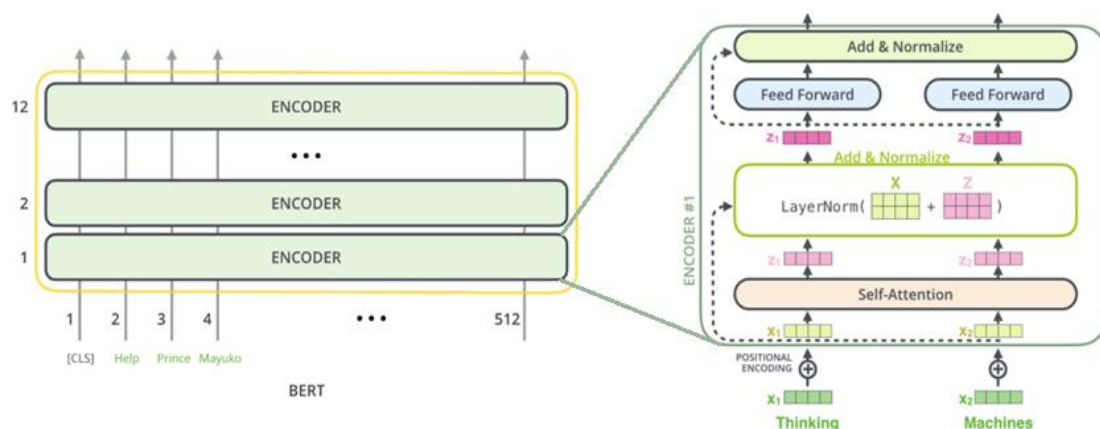 12
ENCODER
•••
2
ENCODER
1
ENCODER
1 2 3 4 ••• 512
[CLS] Help Prince Mayuko
BERT
ENCODER #1
Add & Normalize
Feed Forward Feed Forward
z₁ z₂
Add & Normalize
X Z
LayerNorm( + )
z₁ z₂
Self-Attention
x₁ x₂
POSITIONAL
ENCODING
x₁ x₂
Thinking Machines